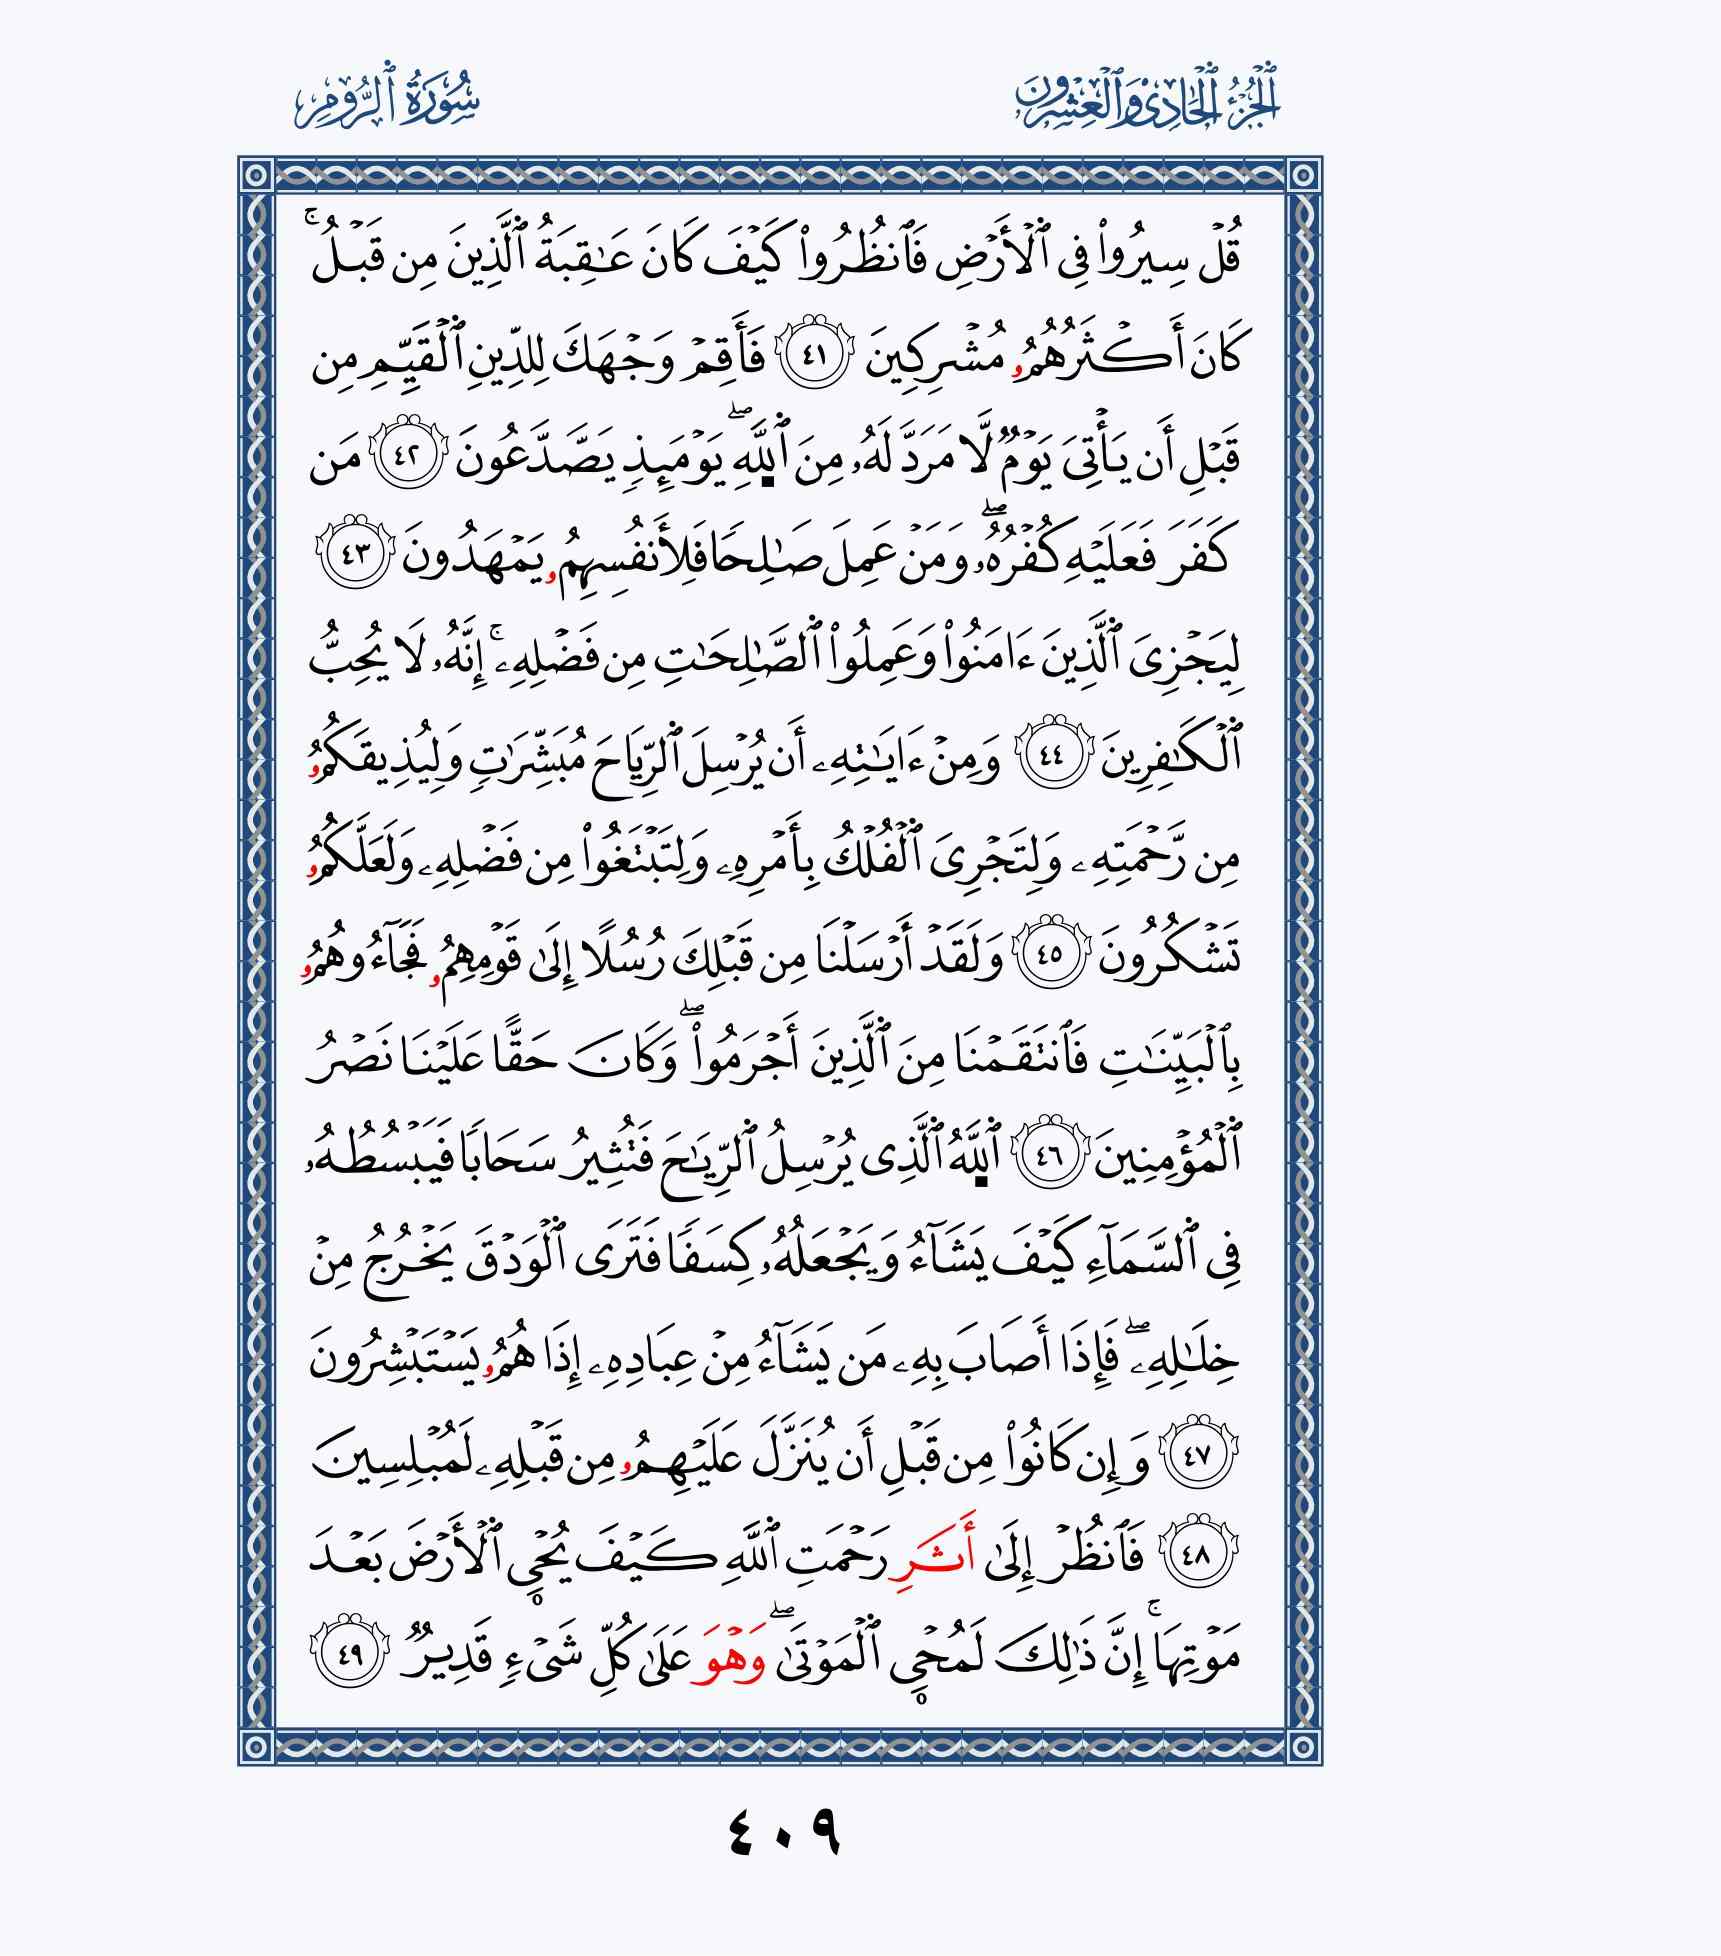 الجُزْءُ الحَادِي وَالعِشْرُونَ سُورَةُ ٱلرُّومِ
قُلْ سِيرُوا۟ فِى ٱلْأَرْضِ فَٱنظُرُوا۟ كَيْفَ كَانَ عَـٰقِبَةُ ٱلَّذِينَ مِن قَبْلُ ۚ
كَانَ أَكْثَرُهُمُۥ مُشْرِكِينَ ٤١ فَأَقِمْ وَجْهَكَ لِلدِّينِ ٱلْقَيِّمِ مِن
قَبْلِ أَن يَأْتِىَ يَوْمٌ لَّا مَرَدَّ لَهُۥ مِنَ ٱللَّهِ ۖ يَوْمَئِذٍ يَصَّدَّعُونَ ٤٢ مَن
كَفَرَ فَعَلَيْهِ كُفْرُهُۥ ۖ وَمَنْ عَمِلَ صَـٰلِحًا فَلِأَنفُسِهِمُۥ يَمْهَدُونَ ٤٣
لِيَجْزِىَ ٱلَّذِينَ ءَامَنُوا۟ وَعَمِلُوا۟ ٱلصَّـٰلِحَـٰتِ مِن فَضْلِهِۦٓ ۚ إِنَّهُۥ لَا يُحِبُّ
ٱلْكَـٰفِرِينَ ٤٤ وَمِنْ ءَايَـٰتِهِۦ أَن يُرْسِلَ ٱلرِّيَاحَ مُبَشِّرَٰتٍ وَلِيُذِيقَكُمُۥ
مِن رَّحْمَتِهِۦ وَلِتَجْرِىَ ٱلْفُلْكُ بِأَمْرِهِۦ وَلِتَبْتَغُوا۟ مِن فَضْلِهِۦ وَلَعَلَّكُمُۥ
تَشْكُرُونَ ٤٥ وَلَقَدْ أَرْسَلْنَا مِن قَبْلِكَ رُسُلًا إِلَىٰ قَوْمِهِمُۥ فَجَآءُوهُمُۥ
بِٱلْبَيِّنَـٰتِ فَٱنتَقَمْنَا مِنَ ٱلَّذِينَ أَجْرَمُوا۟ ۖ وَكَانَ حَقًّا عَلَيْنَا نَصْرُ
ٱلْمُؤْمِنِينَ ٤٦ ٱللَّهُ ٱلَّذِى يُرْسِلُ ٱلرِّيَـٰحَ فَتُثِيرُ سَحَابًا فَيَبْسُطُهُۥ
فِى ٱلسَّمَآءِ كَيْفَ يَشَآءُ وَيَجْعَلُهُۥ كِسَفًا فَتَرَى ٱلْوَدْقَ يَخْرُجُ مِنْ
خِلَـٰلِهِۦ ۖ فَإِذَا أَصَابَ بِهِۦ مَن يَشَآءُ مِنْ عِبَادِهِۦ إِذَا هُمُۥ يَسْتَبْشِرُونَ
٤٧ وَإِن كَانُوا۟ مِن قَبْلِ أَن يُنَزَّلَ عَلَيْهِمُۥ مِن قَبْلِهِۦ لَمُبْلِسِينَ
٤٨ فَٱنظُرْ إِلَىٰ أَثَرِ رَحْمَتِ ٱللَّهِ كَيْفَ يُحْىِ ٱلْأَرْضَ بَعْدَ
مَوْتِهَا ۚ إِنَّ ذَٰلِكَ لَمُحْىِ ٱلْمَوْتَىٰ ۖ وَهْوَ عَلَىٰ كُلِّ شَىْءٍ قَدِيرٌ ٤٩
٤٠٩